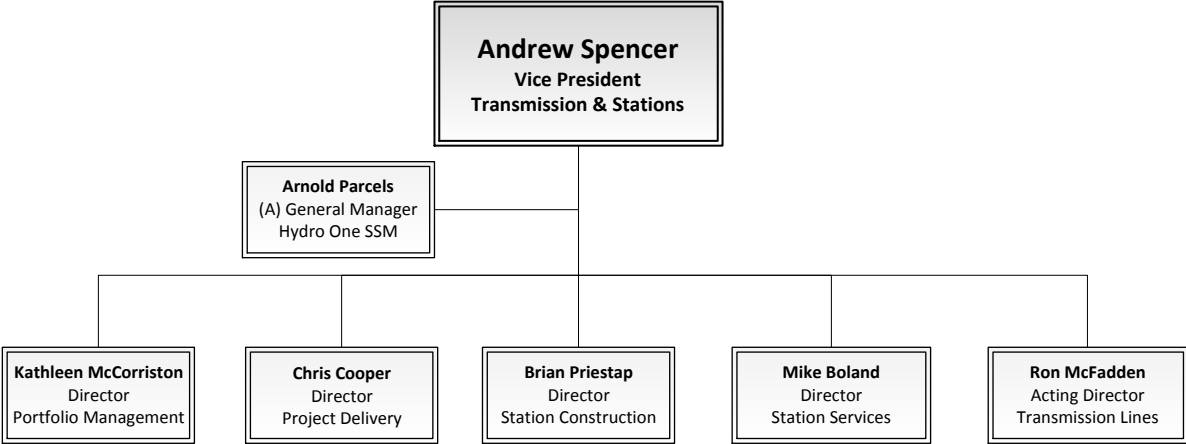 Andrew Spencer
Vice President
Transmission & Stations
Arnold Parcels
(A) General Manager
Hydro One SSM
Kathleen McCorriston
Director
Portfolio Management
Chris Cooper
Director
Project Delivery
Brian Priestap
Director
Station Construction
Mike Boland
Director
Station Services
Ron McFadden
Acting Director
Transmission Lines